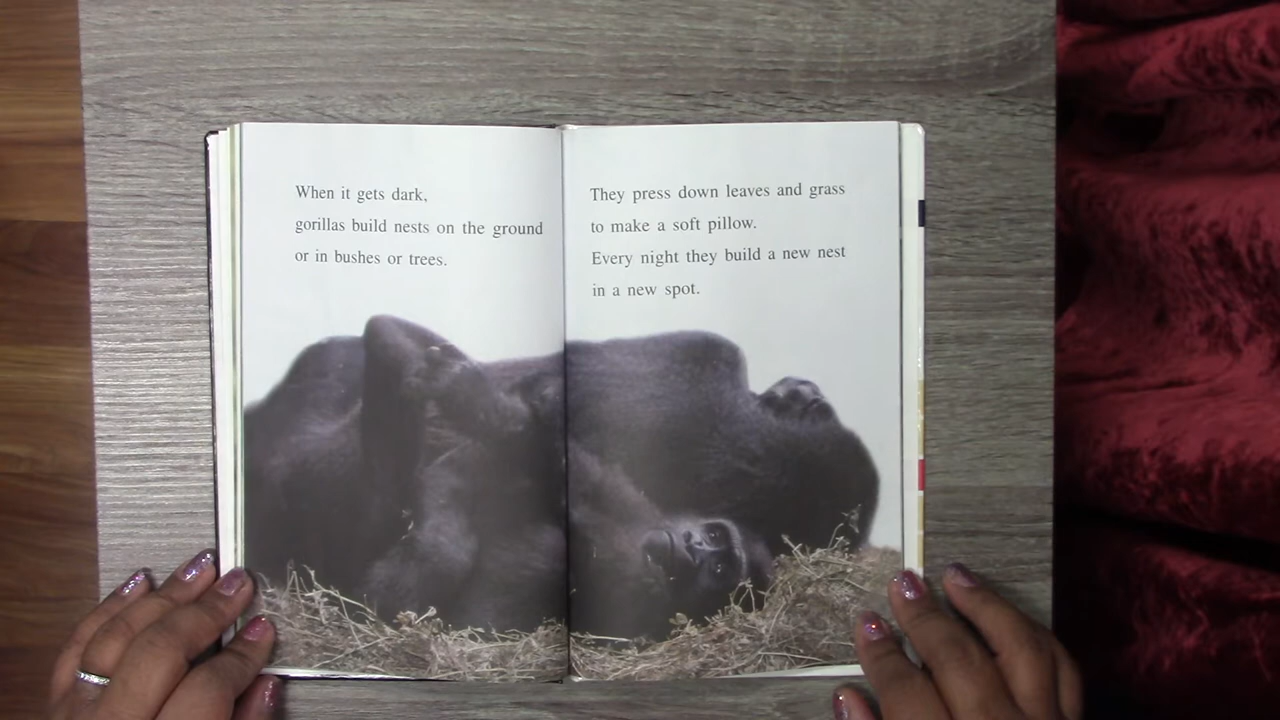 When it gets dark,
gorillas build nests on the ground
or in bushes or trees.
They press down leaves and grass
to make a soft pillow.
Every night they build a new nest
in a new spot.